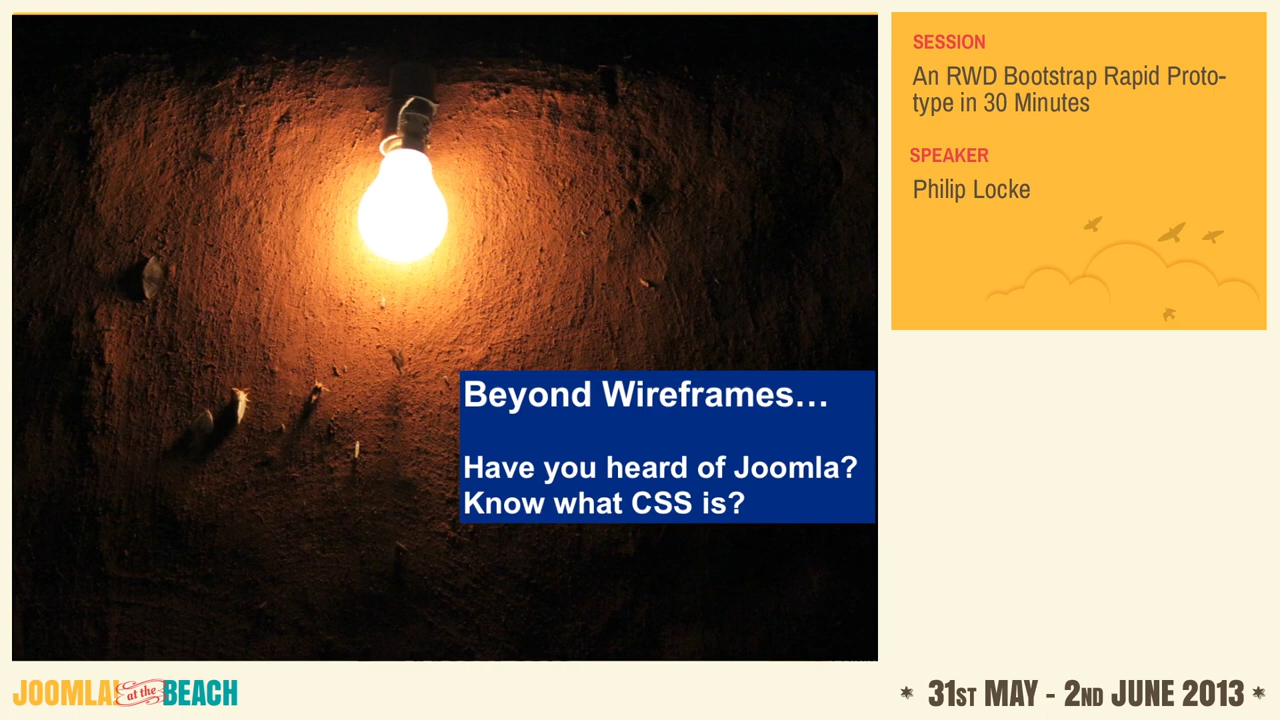 SESSION
An RWD Bootstrap Rapid Proto-
type in 30 Minutes
SPEAKER
Philip Locke
Beyond Wireframes…
Have you heard of Joomla?
Know what CSS is?
JOOMLA! at the BEACH
* 31ST MAY - 2ND JUNE 2013 *